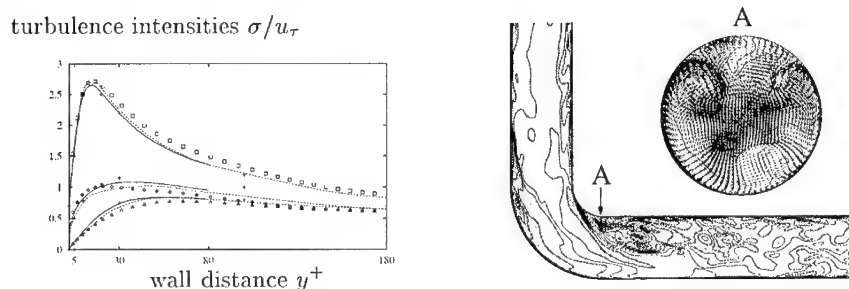 turbulence intensities σ/u_τ
3
2.5
2
1.5
1
0.5
0
5 30 80 180
wall distance y⁺
A
A